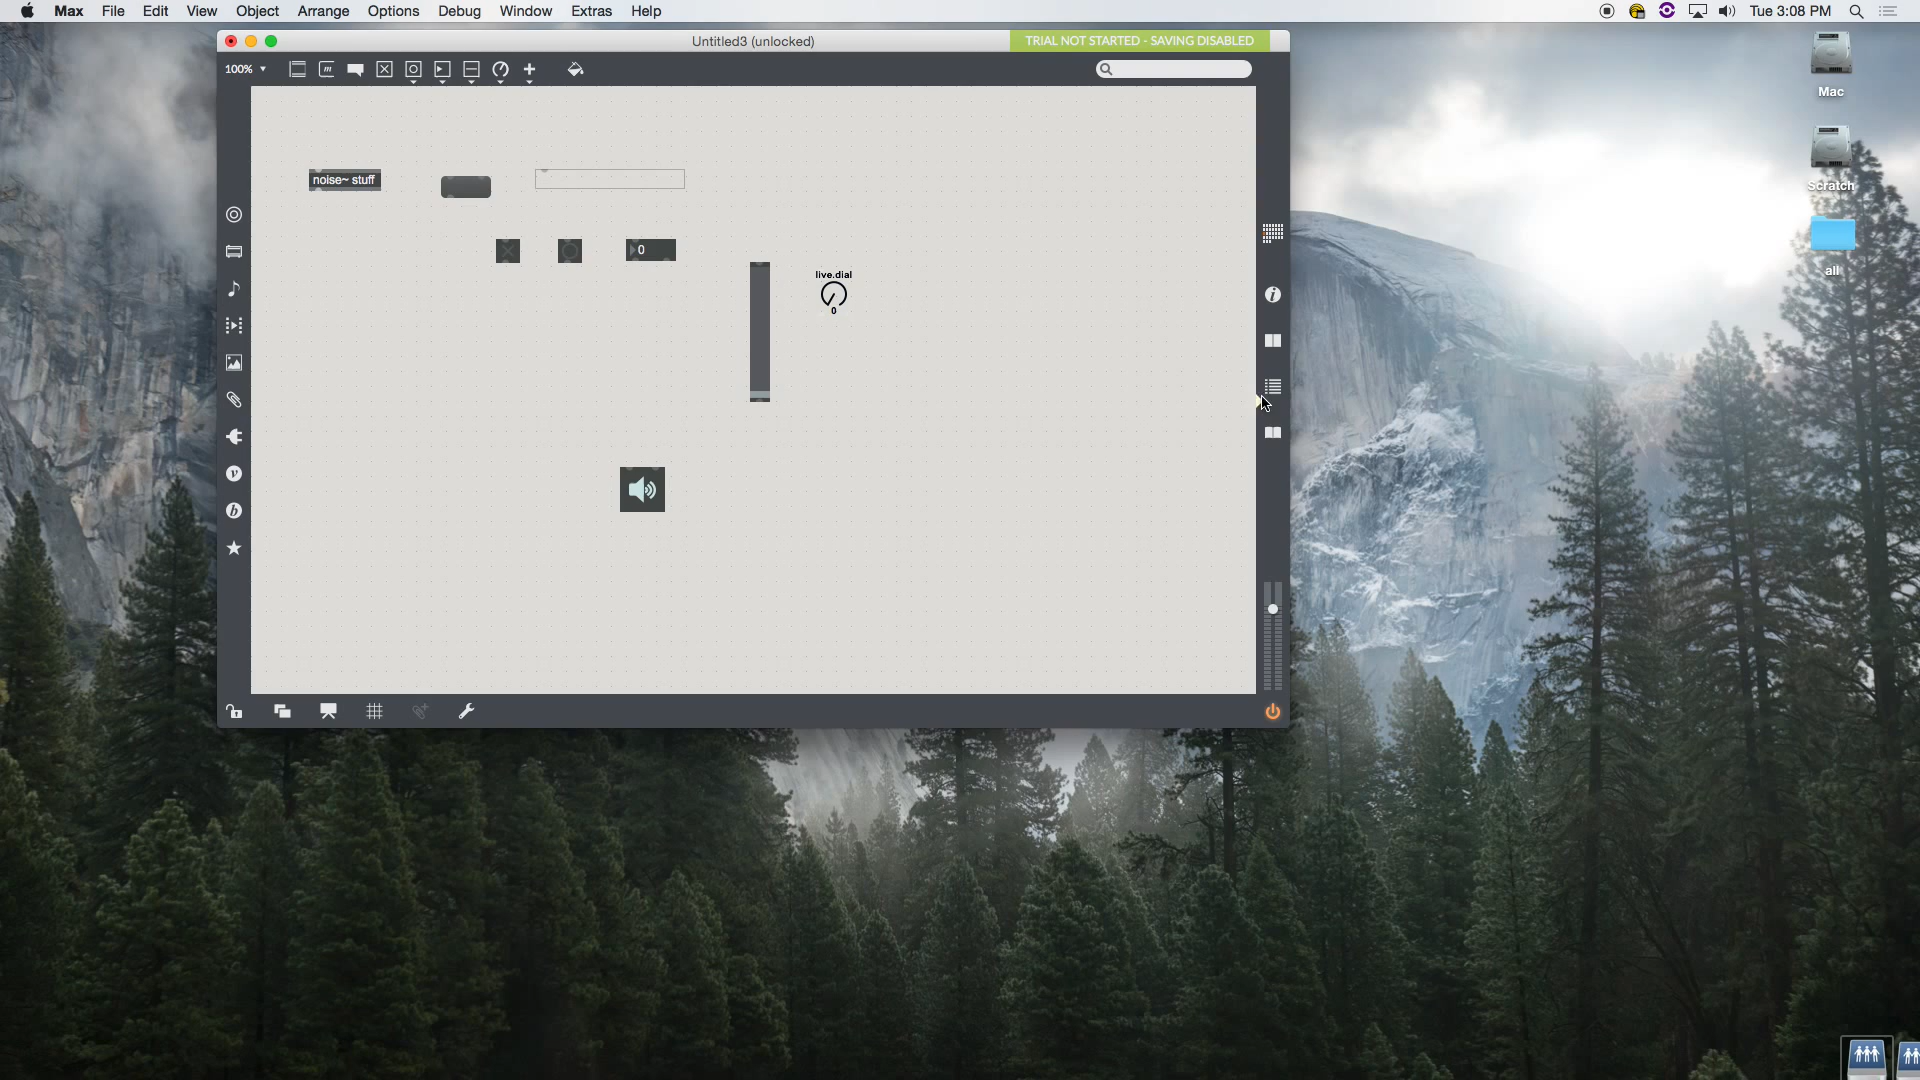 Max File Edit View Object Arrange Options Debug Window Extras Help
Tue 3:08 PM
Untitled3 (unlocked)
TRIAL NOT STARTED - SAVING DISABLED
100%
m
noise~ stuff
0
live.dial
0
i
v
b
Mac
Scratch
all